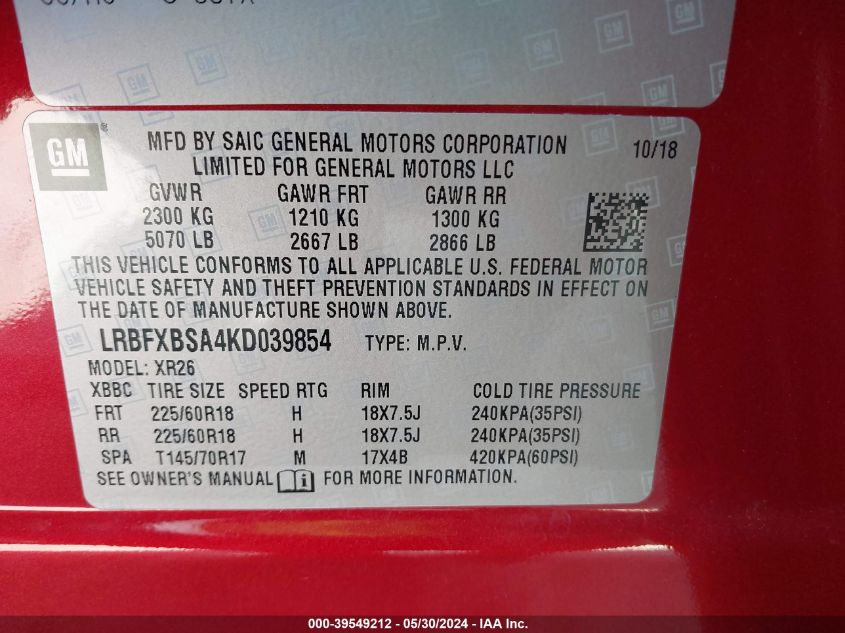 GM
MFD BY SAIC GENERAL MOTORS CORPORATION 10/18
LIMITED FOR GENERAL MOTORS LLC
GVWR GAWR FRT GAWR RR
2300 KG 1210 KG 1300 KG
5070 LB 2667 LB 2866 LB
THIS VEHICLE CONFORMS TO ALL APPLICABLE U.S. FEDERAL MOTOR
VEHICLE SAFETY AND THEFT PREVENTION STANDARDS IN EFFECT ON
THE DATE OF MANUFACTURE SHOWN ABOVE.
LRBFXBSA4KD039854 TYPE: M.P.V.
MODEL: XR26
XBBC TIRE SIZE SPEED RTG RIM COLD TIRE PRESSURE
FRT 225/60R18 H 18X7.5J 240KPA(35PSI)
RR 225/60R18 H 18X7.5J 240KPA(35PSI)
SPA T145/70R17 M 17X4B 420KPA(60PSI)
SEE OWNER'S MANUAL FOR MORE INFORMATION.
000-39549212 - 05/30/2024 - IAA Inc.